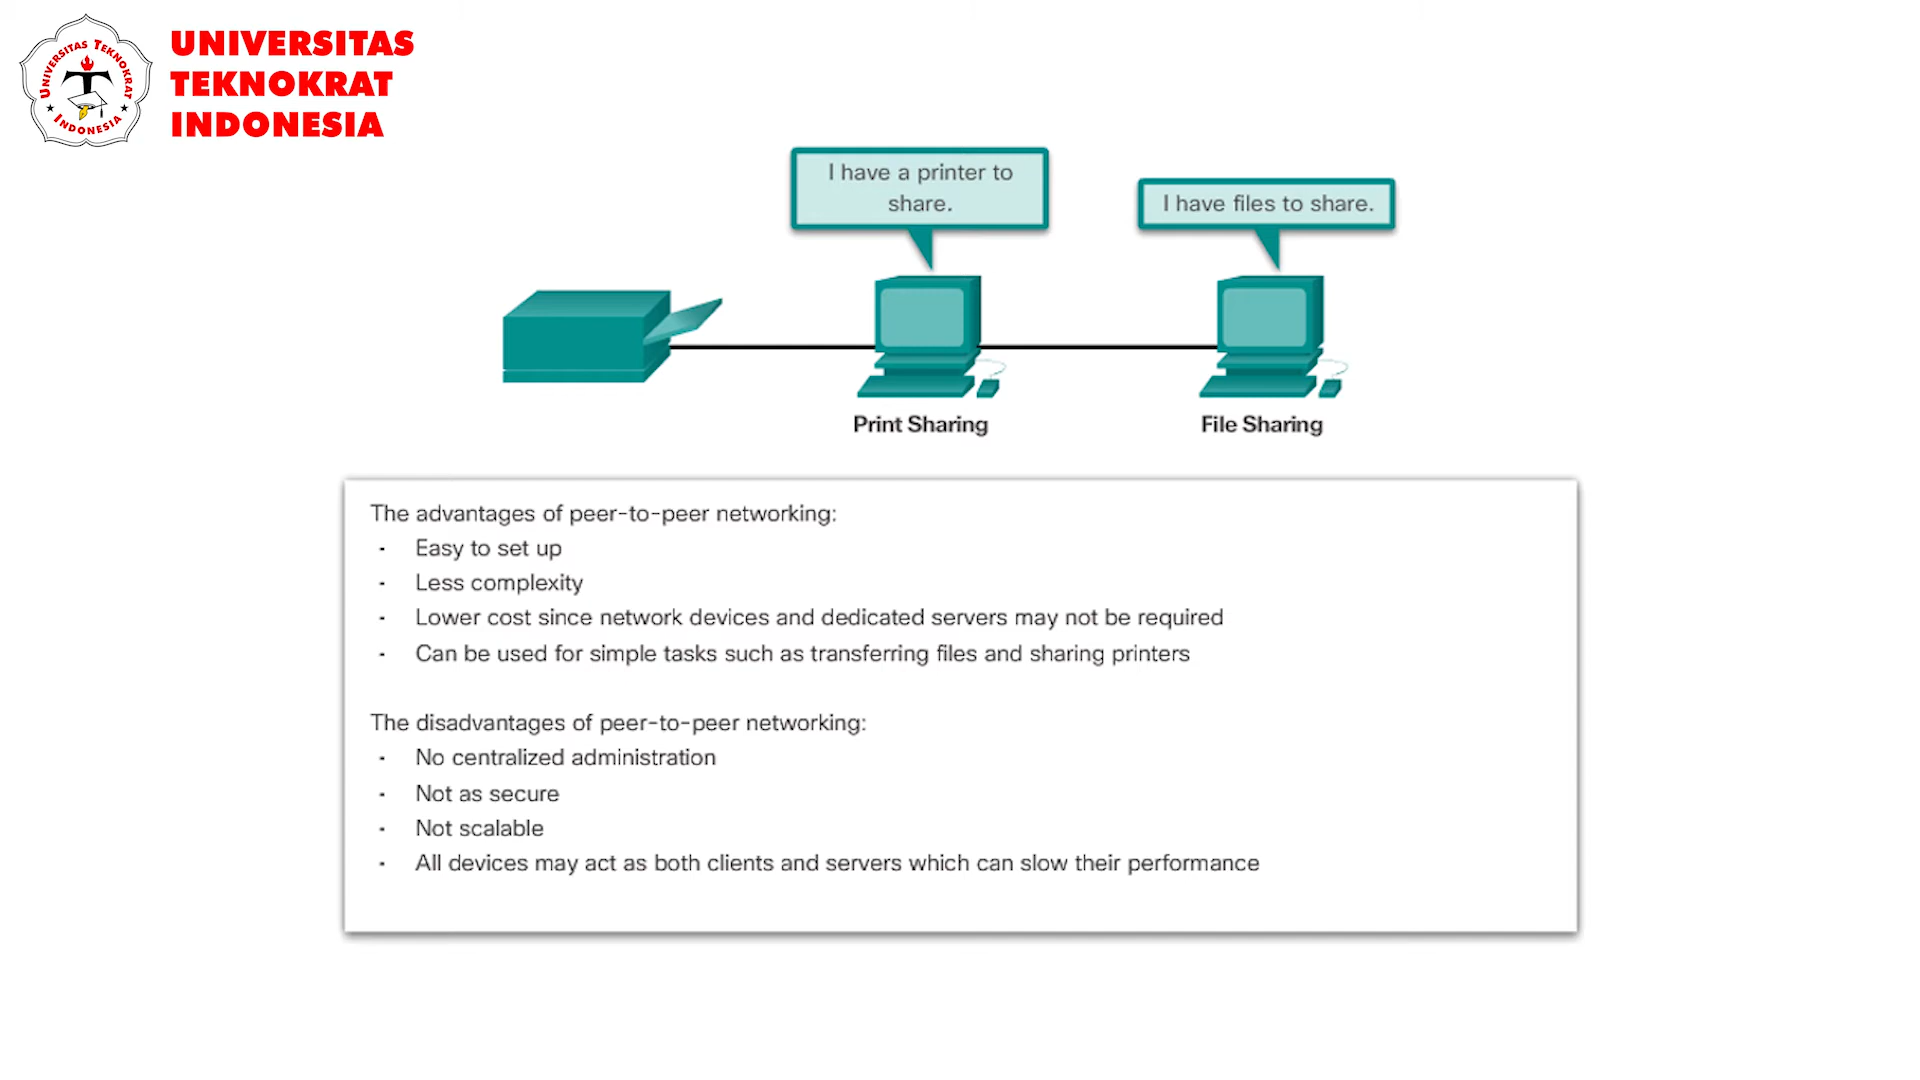 UNIVERSITAS TEKNOKRAT
INDONESIA
UNIVERSITAS
TEKNOKRAT
INDONESIA
I have a printer to
share.
I have files to share.
Print Sharing
File Sharing
The advantages of peer-to-peer networking:
- Easy to set up
- Less complexity
- Lower cost since network devices and dedicated servers may not be required
- Can be used for simple tasks such as transferring files and sharing printers
The disadvantages of peer-to-peer networking:
- No centralized administration
- Not as secure
- Not scalable
- All devices may act as both clients and servers which can slow their performance